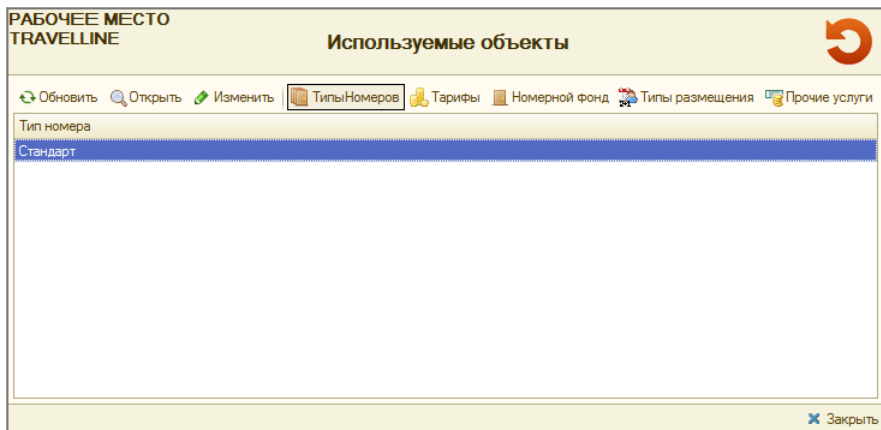 РАБОЧЕЕ МЕСТО
TRAVELLINE
Используемые объекты
Обновить Открыть Изменить ТипыНомеров Тарифы Номерной фонд Типы размещения Прочие услуги
Тип номера
Стандарт
Закрыть